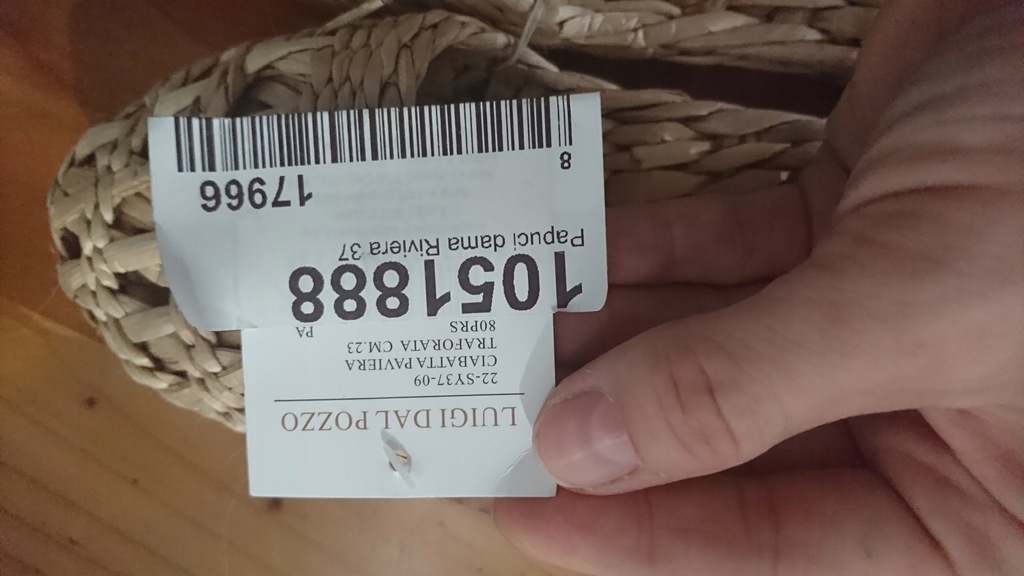 LUIGI DAL POZZO
22-SY37-09
CIABATTA PAVIERA
TRAFORATA CM.23
80PRS PA
1051888
Papuci dama Riviera 37
8 17966